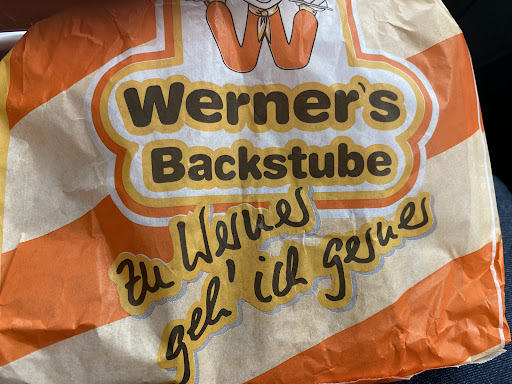 W
Werner's
Backstube
zu Werner
geh' ich gerner